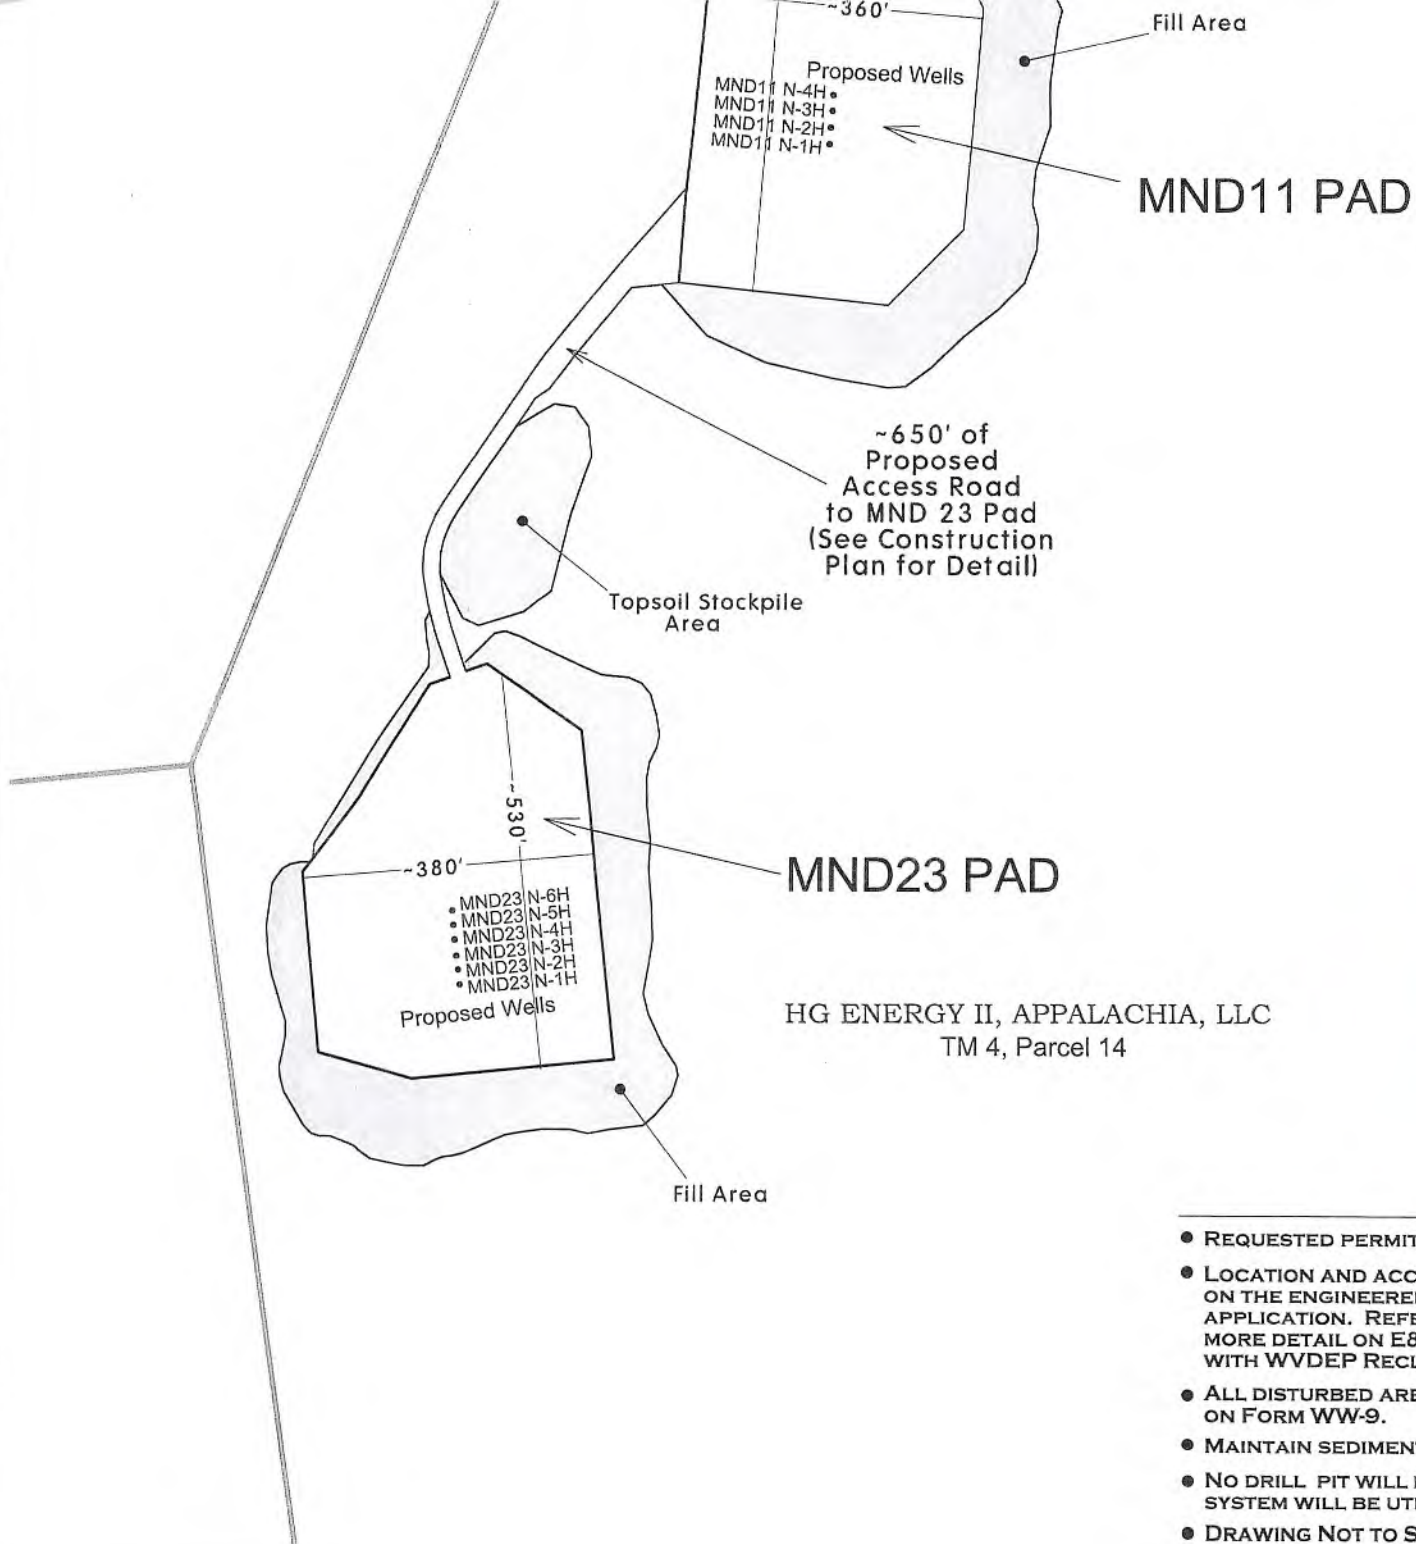 ~360'
Fill Area
Proposed Wells
MND11 N-4H
MND11 N-3H
MND11 N-2H
MND11 N-1H
MND11 PAD
~650' of
Proposed
Access Road
to MND 23 Pad
(See Construction
Plan for Detail)
Topsoil Stockpile
Area
~530'
~380'
MND23 PAD
MND23 N-6H
MND23 N-5H
MND23 N-4H
MND23 N-3H
MND23 N-2H
MND23 N-1H
Proposed Wells
HG ENERGY II, APPALACHIA, LLC
TM 4, Parcel 14
Fill Area
• REQUESTED PERMIT
• LOCATION AND ACC
ON THE ENGINEERE
APPLICATION. REFE
MORE DETAIL ON E&
WITH WVDEP RECL
• ALL DISTURBED ARE
ON FORM WW-9.
• MAINTAIN SEDIMENT
• NO DRILL PIT WILL
SYSTEM WILL BE UT
• DRAWING NOT TO S